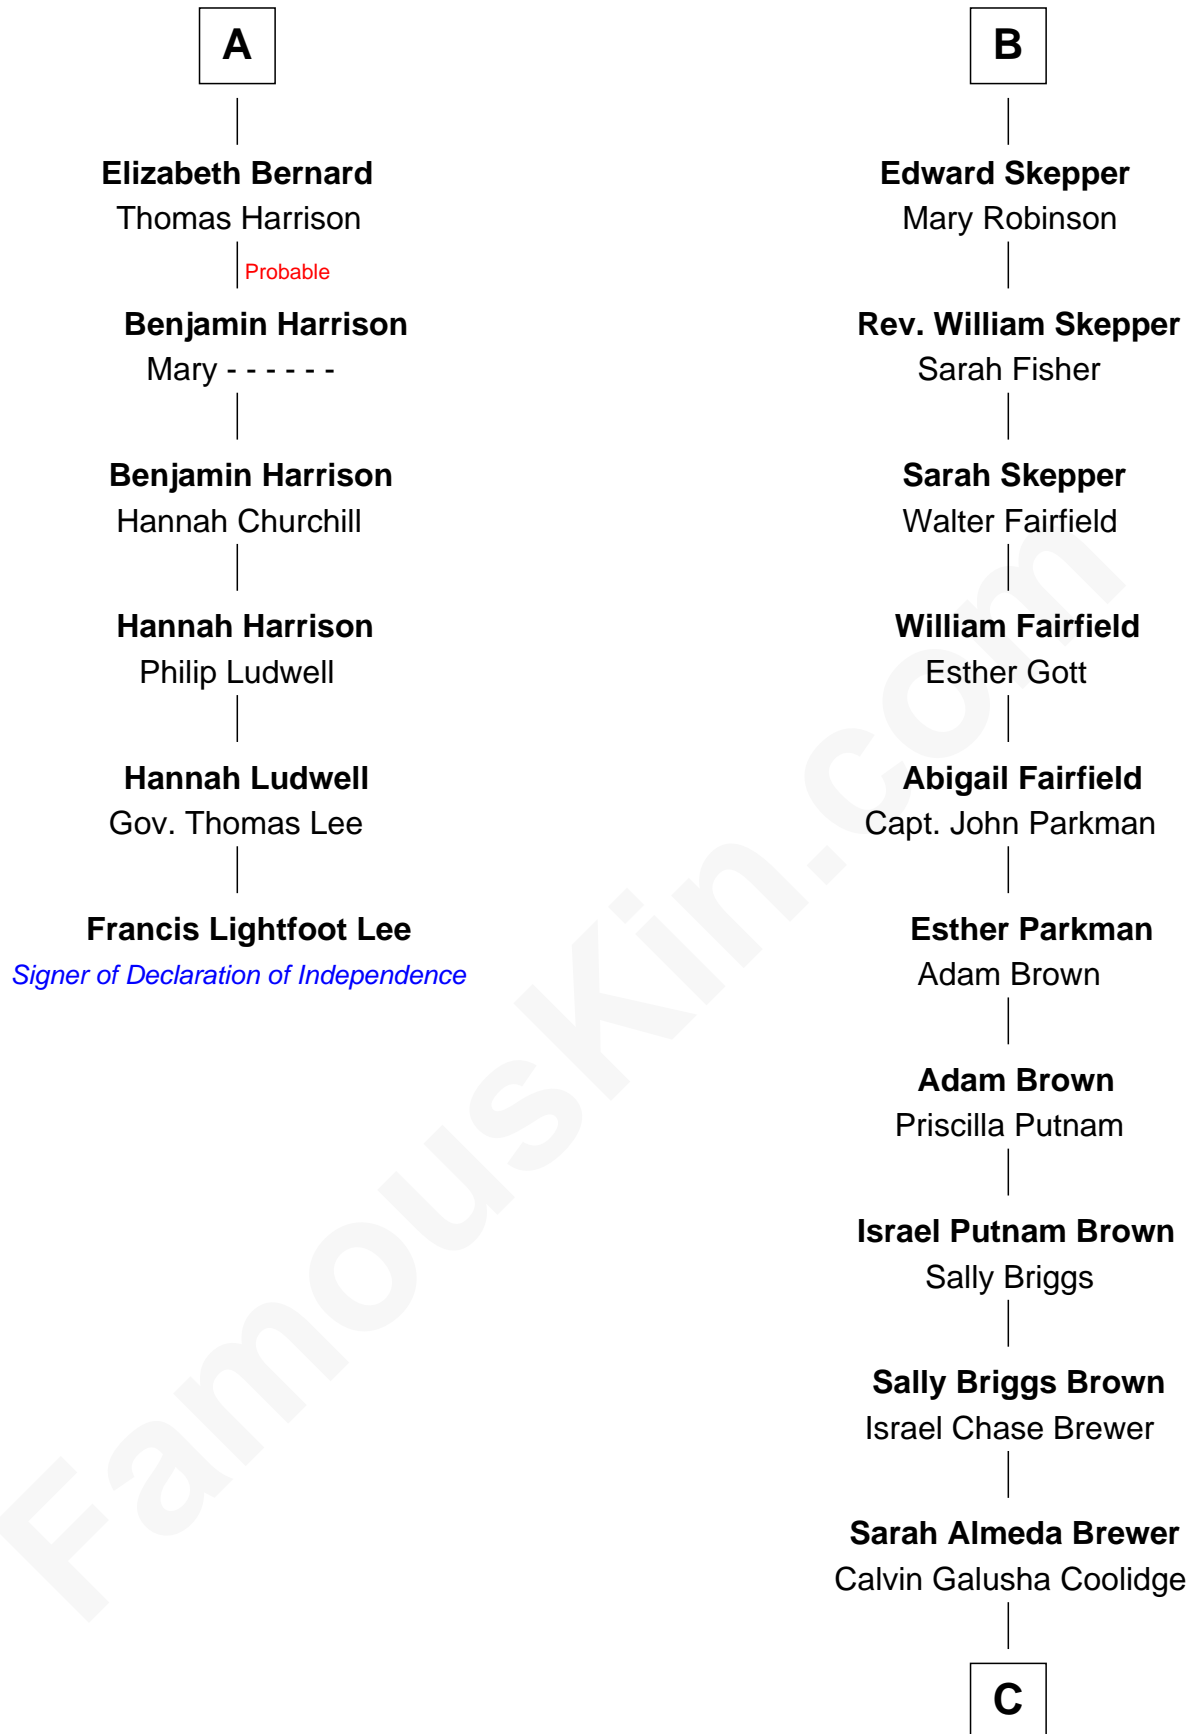 A
Elizabeth Bernard
Thomas Harrison
Probable
Benjamin Harrison
Mary - - - - - -
Benjamin Harrison
Hannah Churchill
Hannah Harrison
Philip Ludwell
Hannah Ludwell
Gov. Thomas Lee
Francis Lightfoot Lee
Signer of Declaration of Independence
B
Edward Skepper
Mary Robinson
Rev. William Skepper
Sarah Fisher
Sarah Skepper
Walter Fairfield
William Fairfield
Esther Gott
Abigail Fairfield
Capt. John Parkman
Esther Parkman
Adam Brown
Adam Brown
Priscilla Putnam
Israel Putnam Brown
Sally Briggs
Sally Briggs Brown
Israel Chase Brewer
Sarah Almeda Brewer
Calvin Galusha Coolidge
C
FamousKin.com